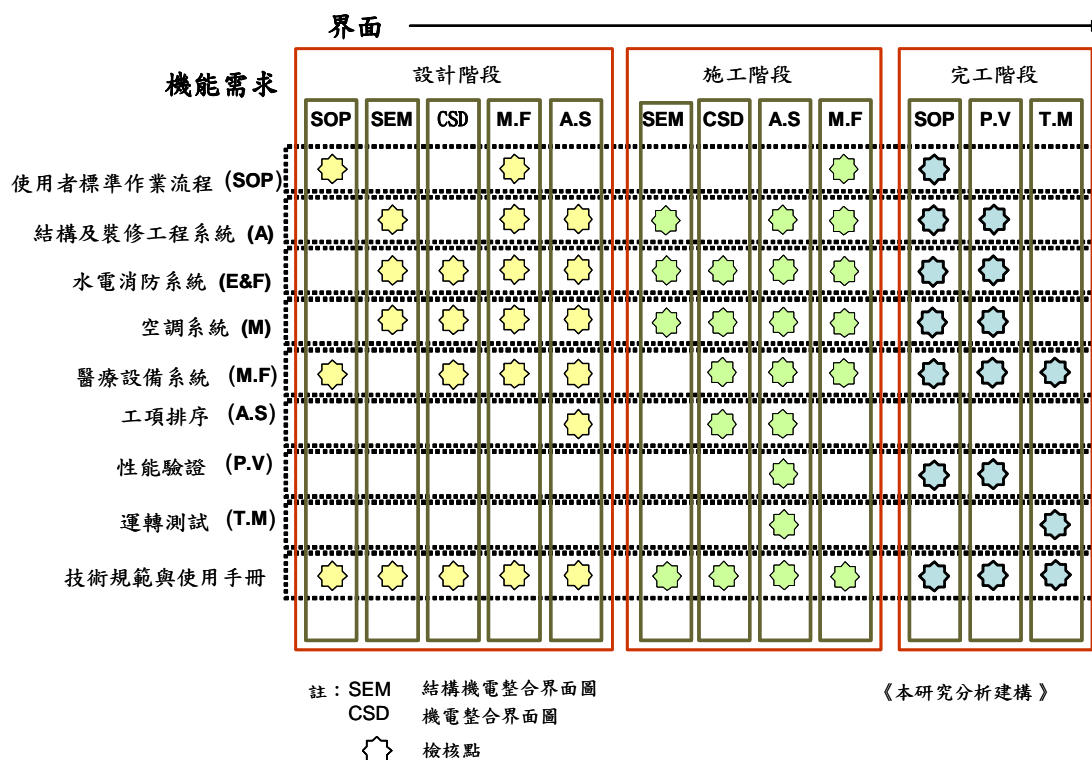 界面
機能需求
設計階段 施工階段 完工階段
SOP SEM CSD M.F A.S SEM CSD A.S M.F SOP P.V T.M
使用者標準作業流程 (SOP)
結構及裝修工程系統 (A)
水電消防系統 (E&F)
空調系統 (M)
醫療設備系統 (M.F)
工項排序 (A.S)
性能驗證 (P.V)
運轉測試 (T.M)
技術規範與使用手冊
註：SEM 結構機電整合界面圖 《本研究分析建構》
CSD 機電整合界面圖
檢核點